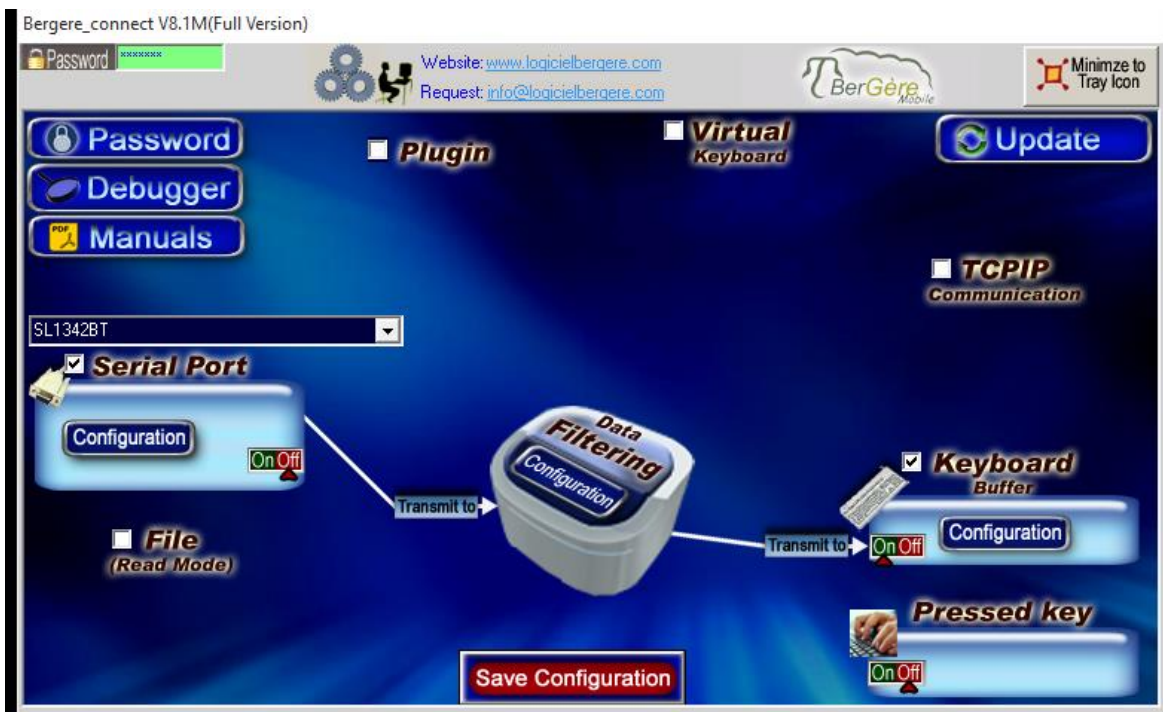 Bergere_connect V8.1M(Full Version)
Password *******
Website: www.logicielbergere.com
Request: info@logicielbergere.com
BerGère
Mobile
Minimze to
Tray Icon
Password
Debugger
Manuals
PDF
Plugin
Virtual
Keyboard
Update
TCPIP
Communication
SL1342BT
Serial Port
Configuration
On Off
Transmit to
Data
Filtering
Configuration
File
(Read Mode)
Transmit to
Keyboard
Buffer
On Off
Configuration
Pressed key
On Off
Save Configuration